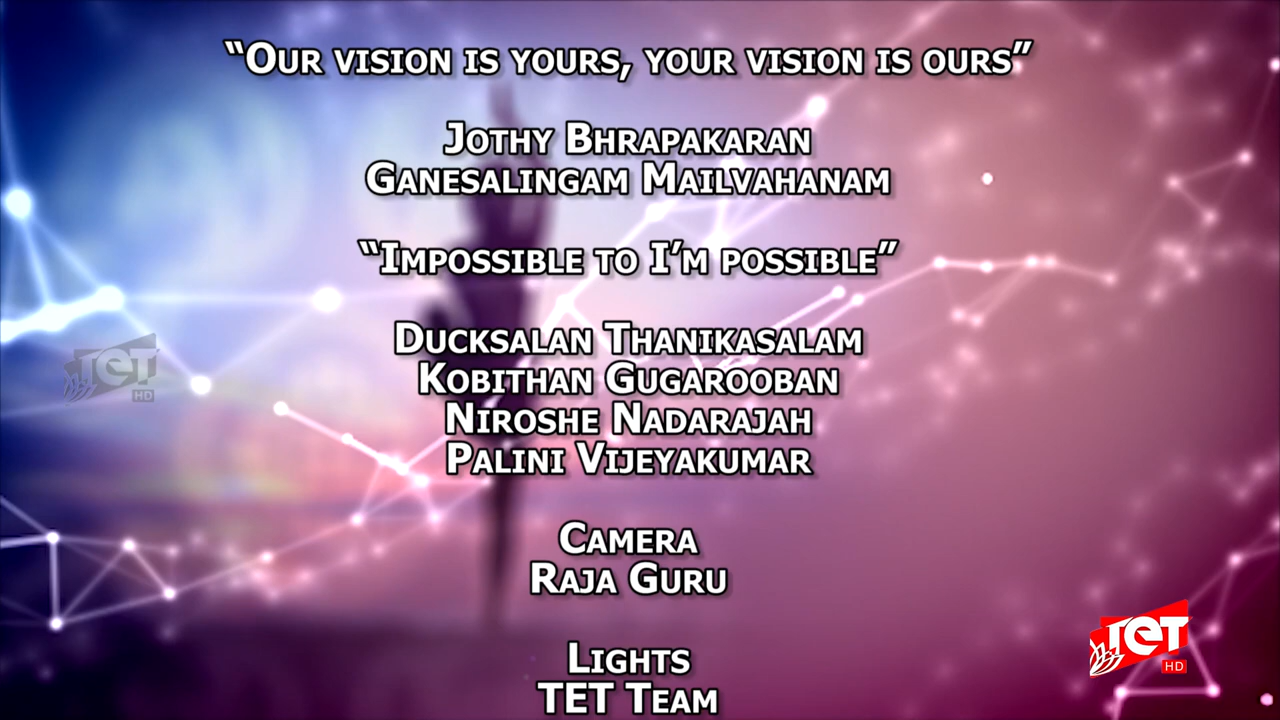 “Our vision is yours, your vision is ours”
Jothy Bhrapakaran
Ganesalingam Mailvahanam
“Impossible to I’m possible”
Ducksalan Thanikasalam
Kobithan Gugarooban
Niroshe Nadarajah
Palini Vijeyakumar
Camera
Raja Guru
Lights
TET Team
TET
HD
TET
HD